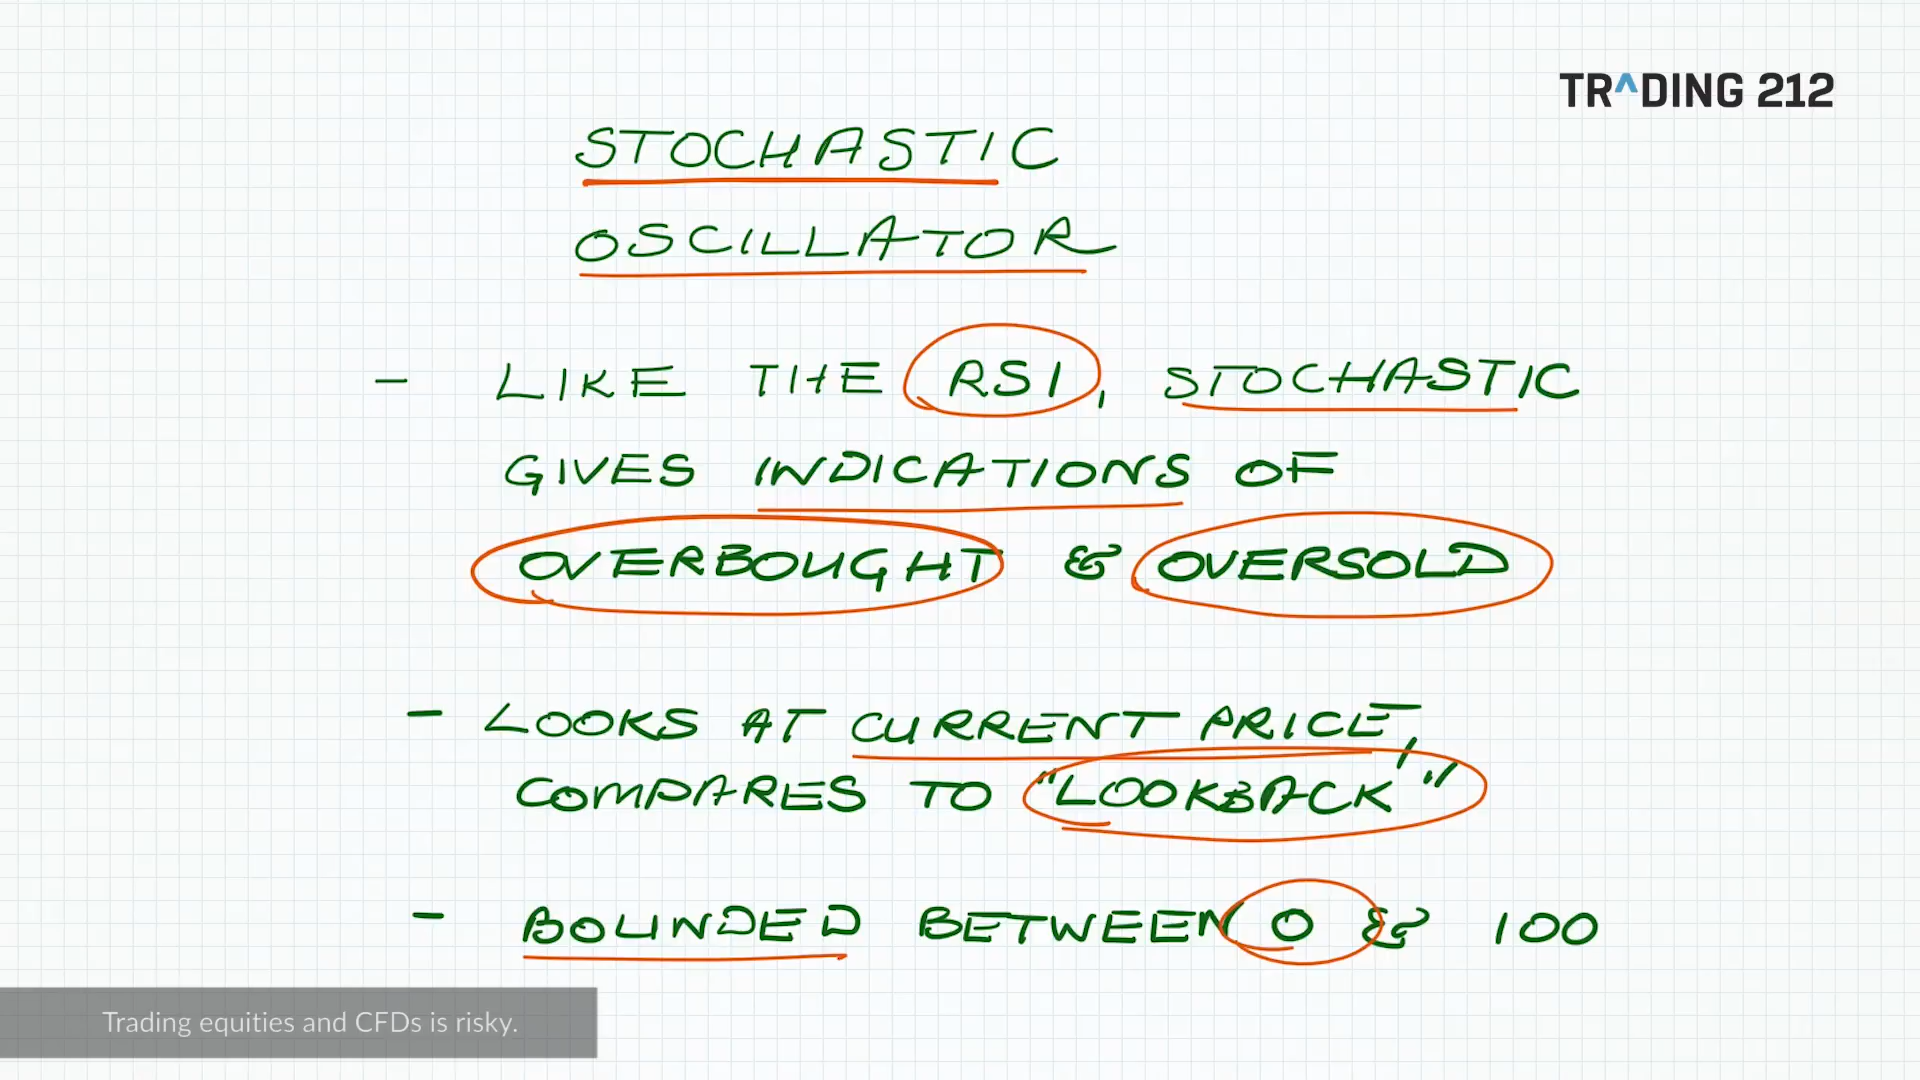 TRADING 212
STOCHASTIC
OSCILLATOR
- LIKE THE RSI, STOCHASTIC
GIVES INDICATIONS OF
OVERBOUGHT & OVERSOLD
- LOOKS AT CURRENT PRICE,
COMPARES TO "LOOKBACK"
- BOUNDED BETWEEN 0 & 100
Trading equities and CFDs is risky.